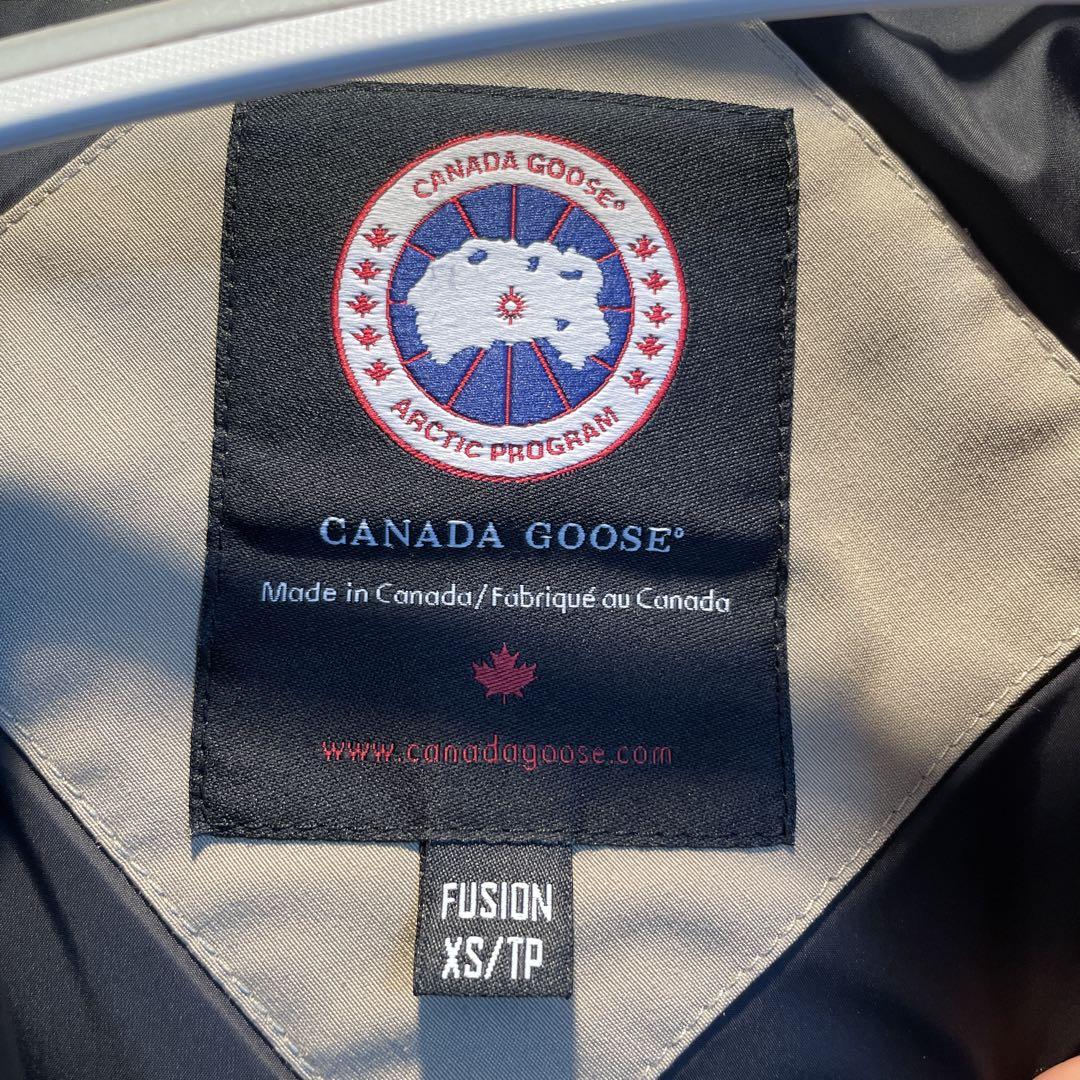 CANADA GOOSE®
ARCTIC PROGRAM
CANADA GOOSE®
Made in Canada/Fabriqué au Canada
www.canadagoose.com
FUSION
XS/TP